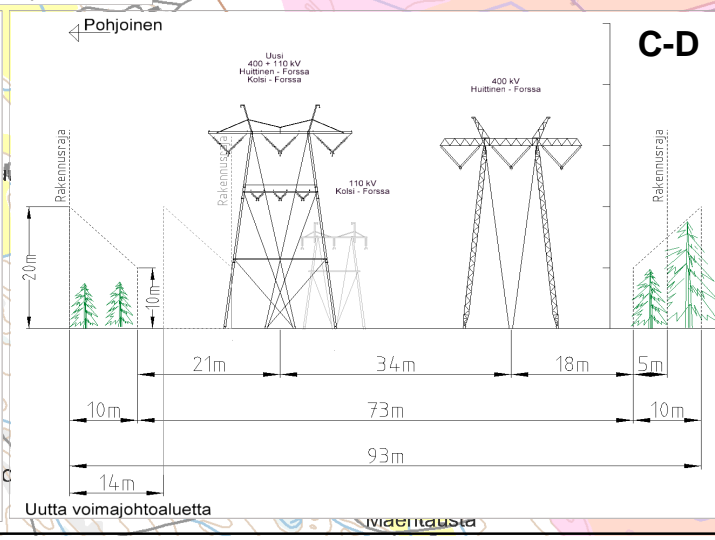 Pohjoinen
C-D
Uusi
400 + 110 kV
Huittinen - Forssa
Kolsi - Forssa
400 kV
Huittinen - Forssa
Rakennusraja
Rakennusraja
Rakennusraja
110 kV
Kolsi - Forssa
20m
10m
21m
34m
18m
5m
10m
73m
10m
93m
14m
Uutta voimajohtoaluetta